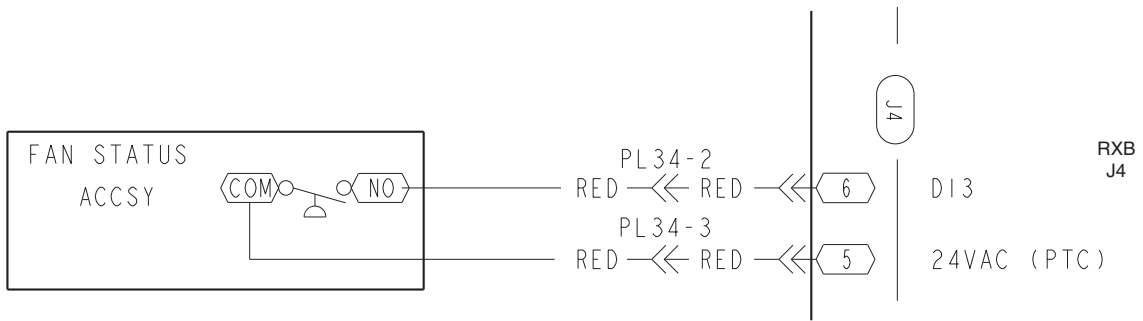 FAN STATUS
ACCSY
COM
NO
PL34-2
RED
RED
6
DI3
PL34-3
RED
RED
5
24VAC (PTC)
J4
RXB
J4